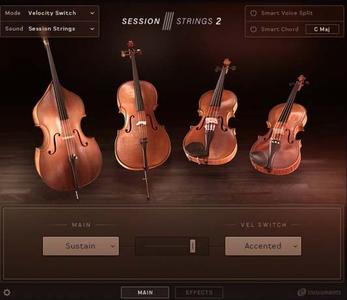 Mode Velocity Switch
Sound Session Strings
SESSION STRINGS 2
Smart Voice Split
Smart Chord C Maj
MAIN
VEL SWITCH
Sustain
Accented
MAIN
EFFECTS